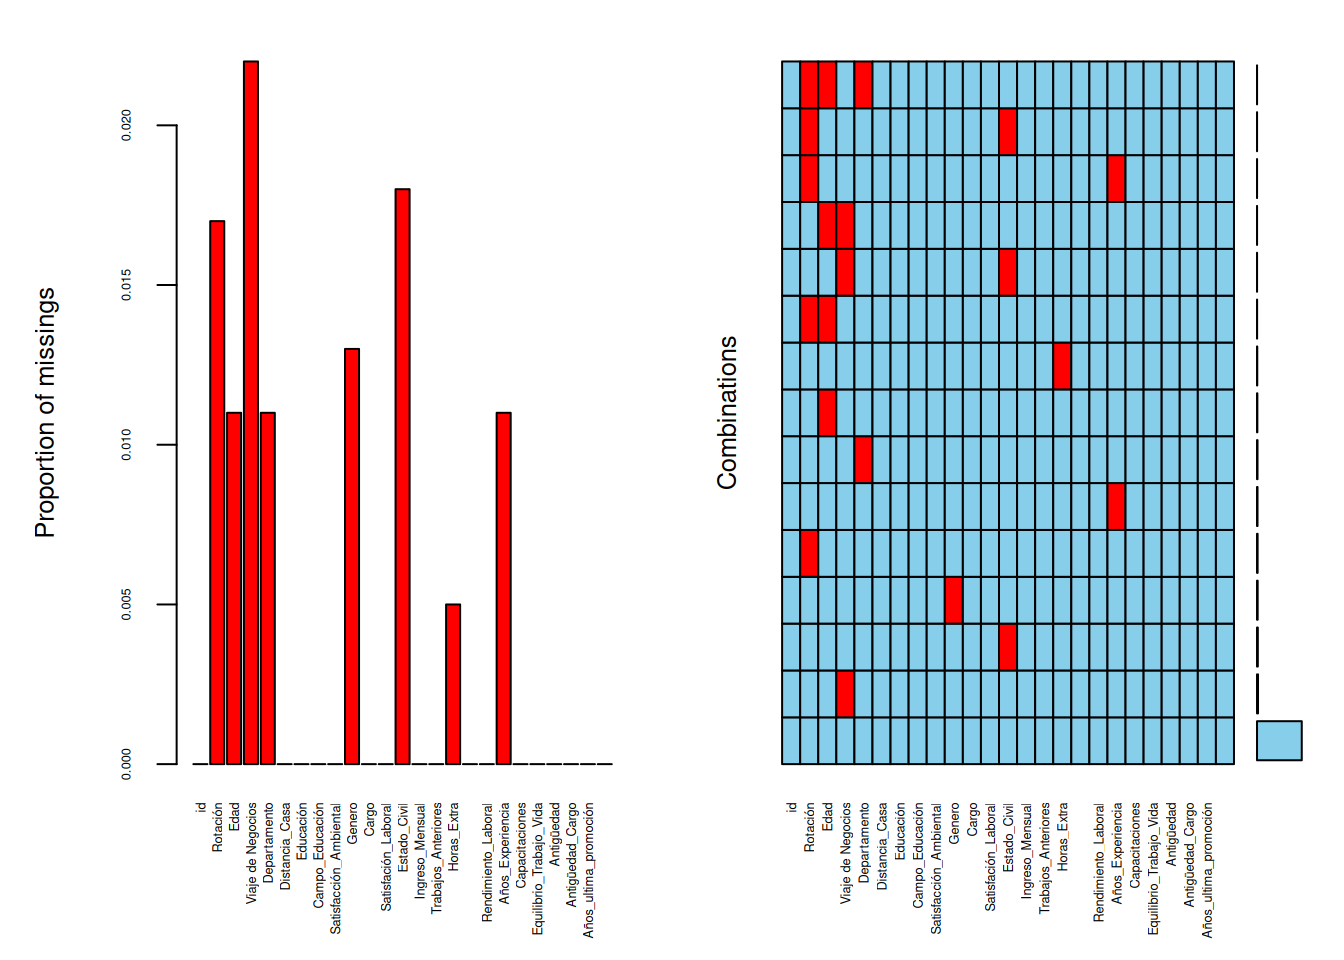 Proportion of missings
0.000
0.005
0.010
0.015
0.020
id
Rotación
Edad
Viaje de Negocios
Departamento
Distancia_Casa
Educación
Campo_Educación
Satisfacción_Ambiental
Genero
Cargo
Satisfación_Laboral
Estado_Civil
Ingreso_Mensual
Trabajos_Anteriores
Horas_Extra
Rendimiento_Laboral
Años_Experiencia
Capacitaciones
Equilibrio_Trabajo_Vida
Antigüedad
Antigüedad_Cargo
Años_ultima_promoción
Combinations
id
Rotación
Edad
Viaje de Negocios
Departamento
Distancia_Casa
Educación
Campo_Educación
Satisfacción_Ambiental
Genero
Cargo
Satisfación_Laboral
Estado_Civil
Ingreso_Mensual
Trabajos_Anteriores
Horas_Extra
Rendimiento_Laboral
Años_Experiencia
Capacitaciones
Equilibrio_Trabajo_Vida
Antigüedad
Antigüedad_Cargo
Años_ultima_promoción